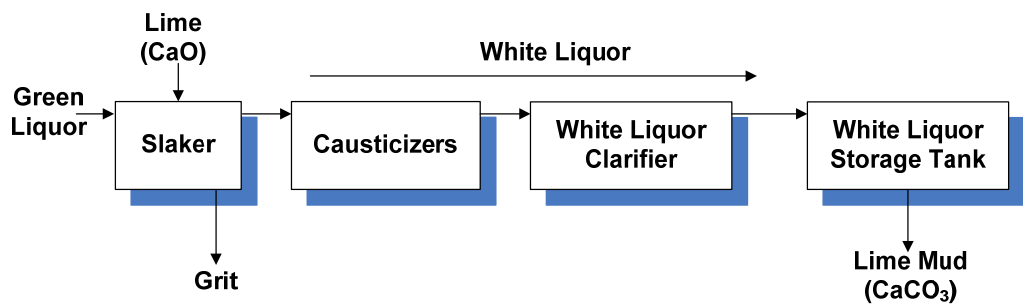 Lime
(CaO)
White Liquor
Green
Liquor
Slaker
Causticizers
White Liquor
Clarifier
White Liquor
Storage Tank
Grit
Lime Mud
(CaCO₃)